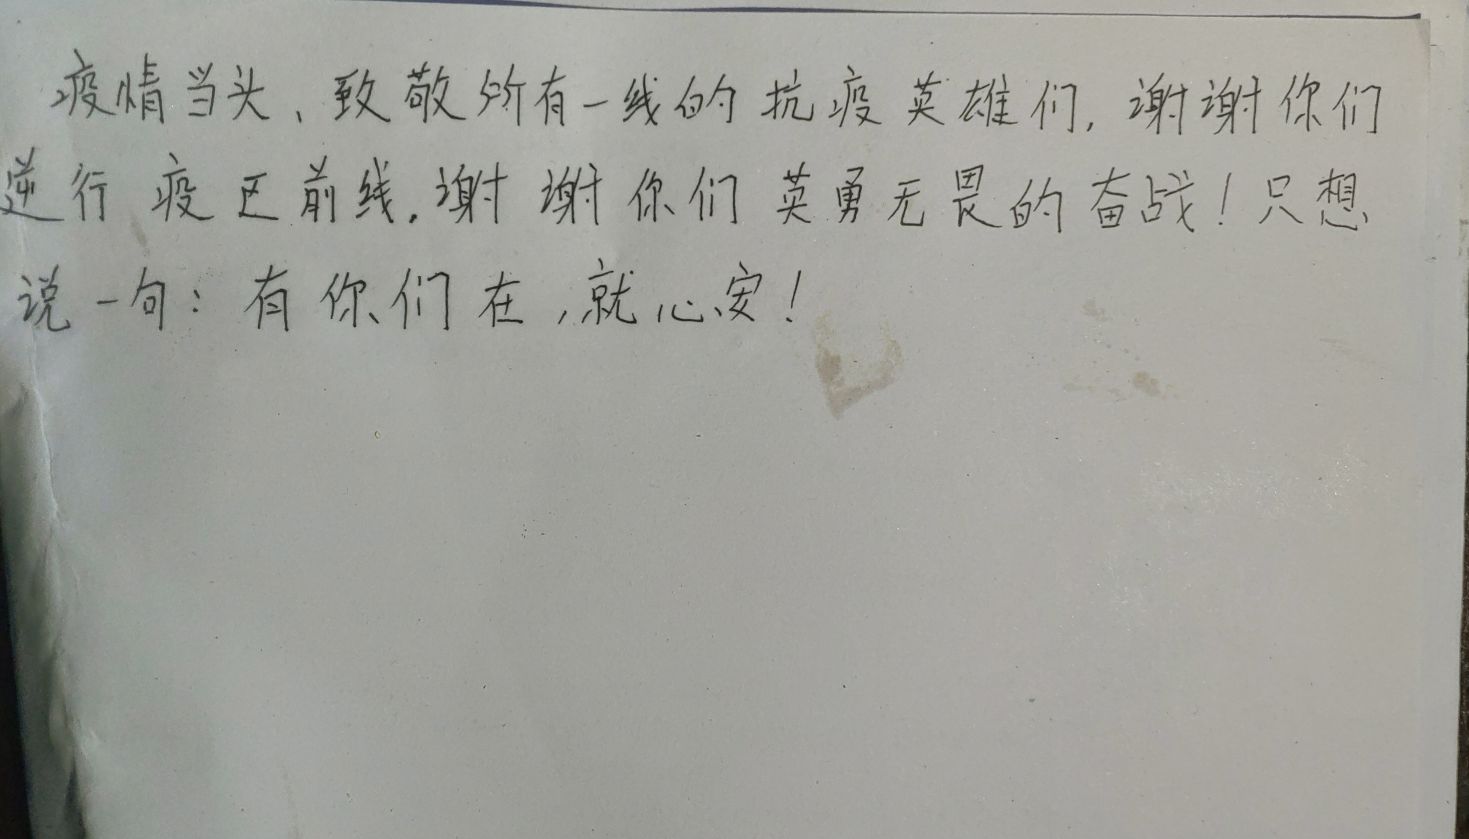 疫情当头、致敬所有一线的抗疫英雄们,谢谢你们
逆行疫区前线,谢谢你们英勇无畏的奋战!只想
说一句:有你们在,就心安!